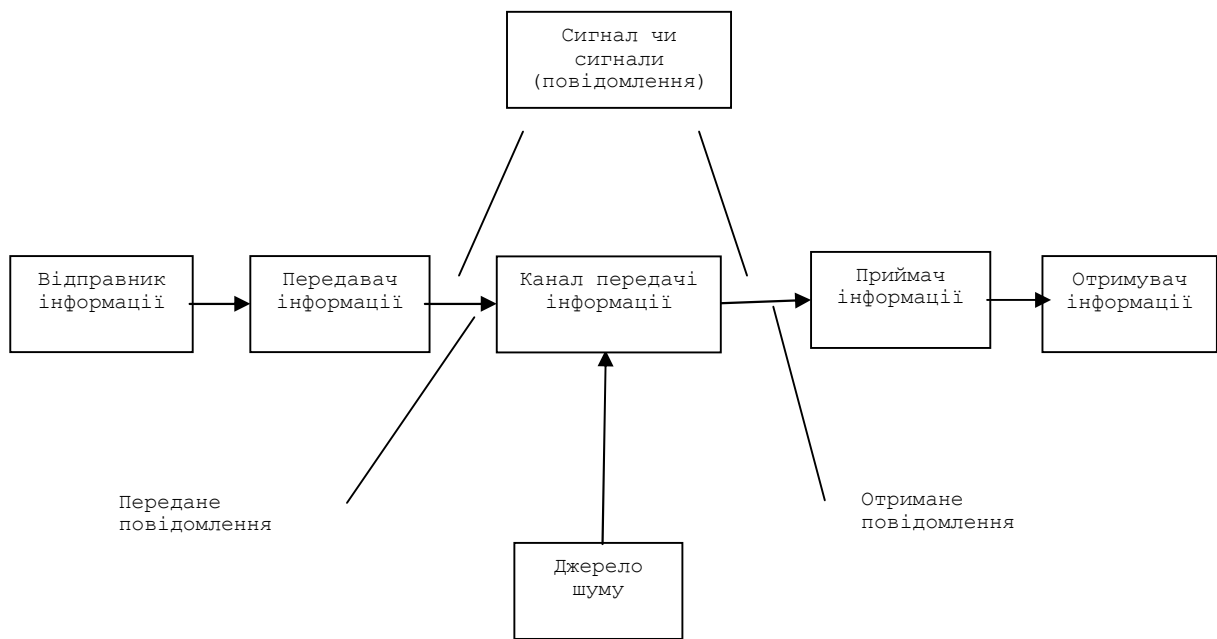 Сигнал чи
сигнали
(повідомлення)
Відправник
інформації
Передавач
інформації
Канал передачі
інформації
Приймач
інформації
Отримувач
інформації
Передане
повідомлення
Отримане
повідомлення
Джерело
шуму